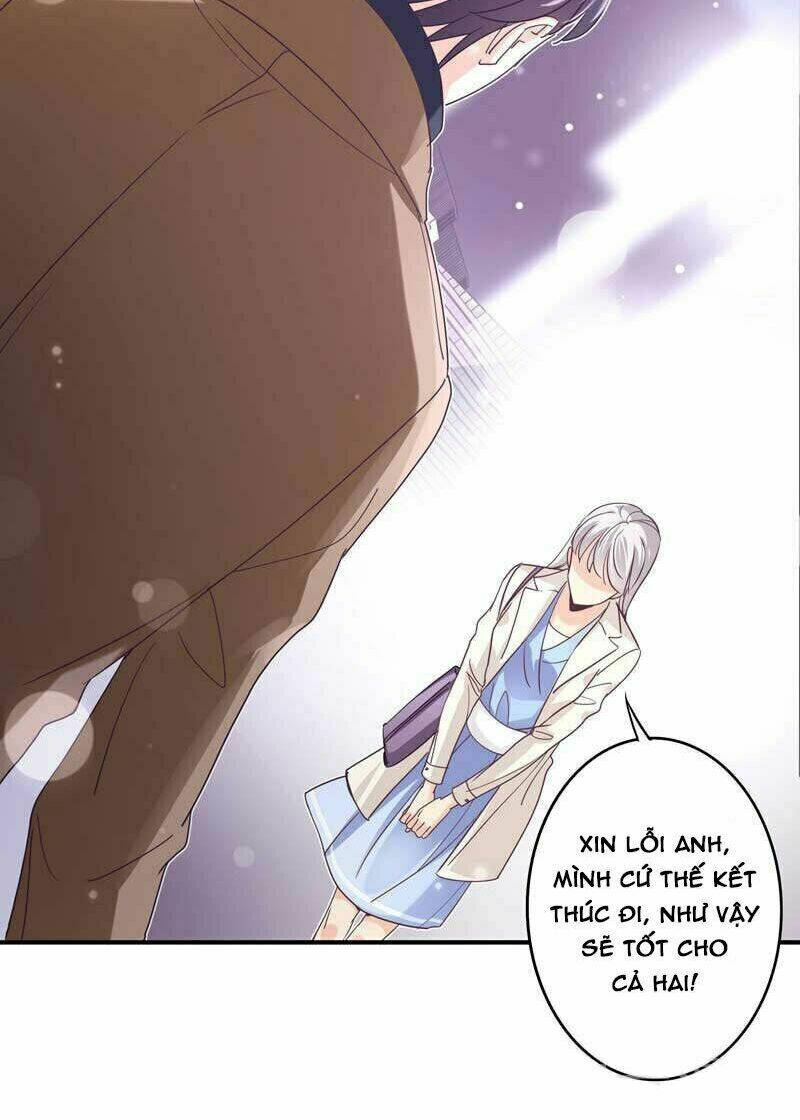 XIN LỖI ANH,
MÌNH CỨ THẾ KẾT
THÚC ĐI, NHƯ VẬY
SẼ TỐT CHO
CẢ HAI!